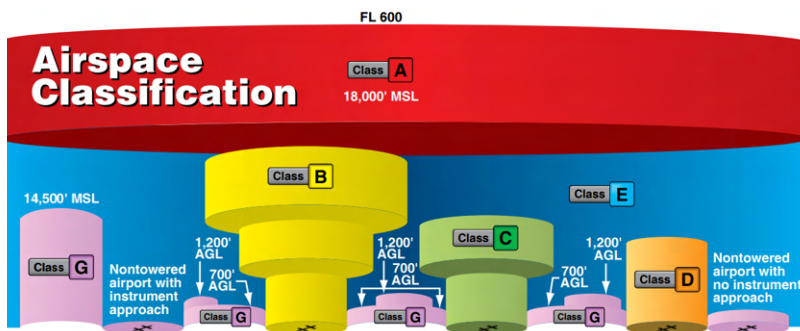 FL 600
Airspace
Classification
Class A
18,000' MSL
Class B
14,500' MSL
Class E
Class C
1,200'
AGL
1,200'
AGL
1,200'
AGL
Class G
Nontowered
airport with
instrument
approach
700'
AGL
700'
AGL
700'
AGL
Class D
Nontowered
airport with
no instrument
approach
Class G
Class G
Class G